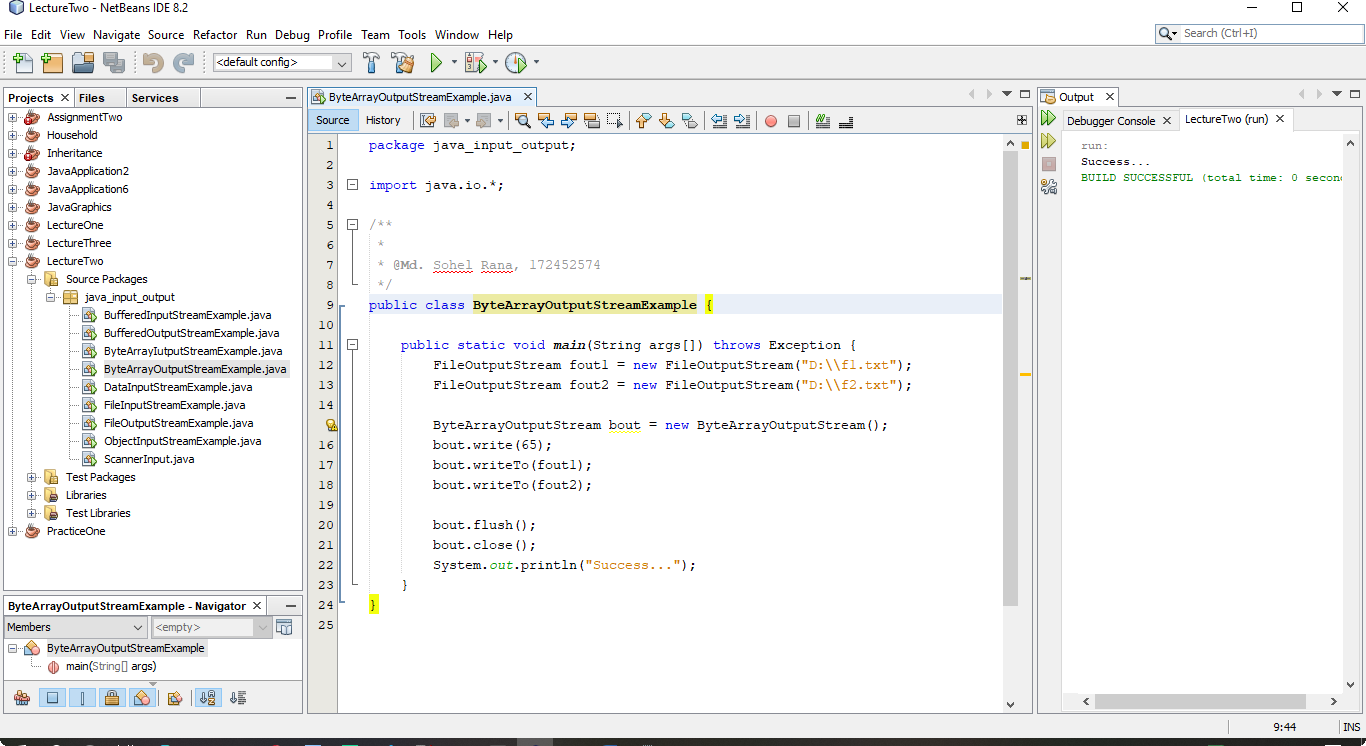 LectureTwo - NetBeans IDE 8.2
File Edit View Navigate Source Refactor Run Debug Profile Team Tools Window Help
Search (Ctrl+I)
<default config>
Projects Files Services
AssignmentTwo
Household
Inheritance
JavaApplication2
JavaApplication6
JavaGraphics
LectureOne
LectureThree
LectureTwo
Source Packages
java_input_output
BufferedInputStreamExample.java
BufferedOutputStreamExample.java
ByteArrayIutputStreamExample.java
ByteArrayOutputStreamExample.java
DataInputStreamExample.java
FileInputStreamExample.java
FileOutputStreamExample.java
ObjectInputStreamExample.java
ScannerInput.java
Test Packages
Libraries
Test Libraries
PracticeOne
ByteArrayOutputStreamExample - Navigator
Members <empty>
ByteArrayOutputStreamExample
main(String[] args)
ByteArrayOutputStreamExample.java
Source History
1 package java_input_output;
2
3 import java.io.*;
4
5 /**
6 *
7 * @Md. Sohel Rana, 172452574
8 */
9 public class ByteArrayOutputStreamExample {
10
11 public static void main(String args[]) throws Exception {
12 FileOutputStream fout1 = new FileOutputStream("D:\\f1.txt");
13 FileOutputStream fout2 = new FileOutputStream("D:\\f2.txt");
14
ByteArrayOutputStream bout = new ByteArrayOutputStream();
16 bout.write(65);
17 bout.writeTo(fout1);
18 bout.writeTo(fout2);
19
20 bout.flush();
21 bout.close();
22 System.out.println("Success...");
23 }
24 }
25
Output
Debugger Console LectureTwo (run)
run:
Success...
BUILD SUCCESSFUL (total time: 0 secon
9:44 INS